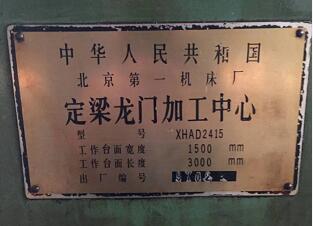 中华人民共和国
北京第一机床厂
定梁龙门加工中心
型 号 XHAD2415
工作台面宽度 1500 mm
工作台面长度 3000 mm
出厂编号